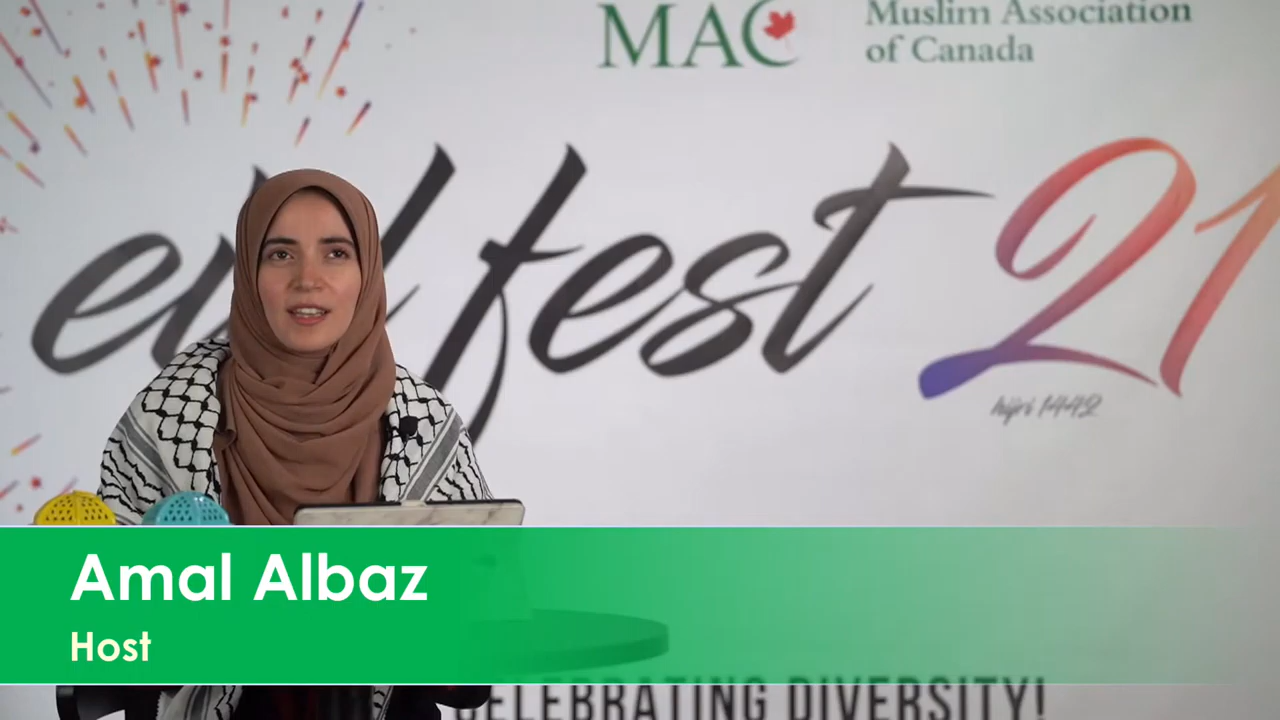 MAC
Muslim Association
of Canada
eid fest 21
hijri 1442
Amal Albaz
Host
CELEBRATING DIVERSITY!